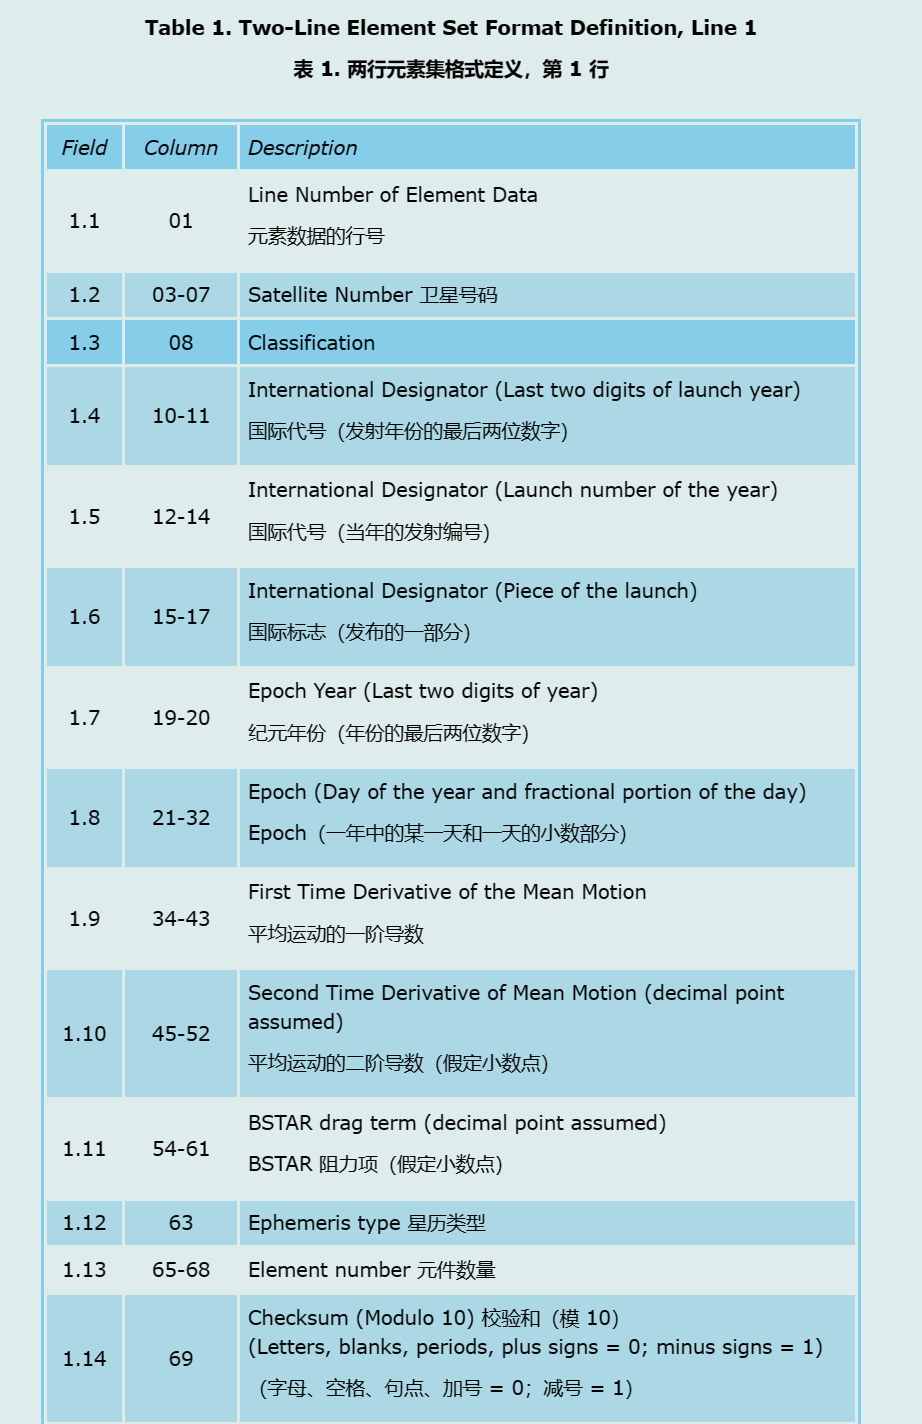 Table 1. Two-Line Element Set Format Definition, Line 1
表 1. 两行元素集格式定义，第 1 行
Field Column Description
Line Number of Element Data
1.1 01
元素数据的行号
1.2 03-07 Satellite Number 卫星号码
1.3 08 Classification
International Designator (Last two digits of launch year)
1.4 10-11
国际代号（发射年份的最后两位数字）
International Designator (Launch number of the year)
1.5 12-14
国际代号（当年的发射编号）
International Designator (Piece of the launch)
1.6 15-17
国际标志（发布的一部分）
Epoch Year (Last two digits of year)
1.7 19-20
纪元年份（年份的最后两位数字）
Epoch (Day of the year and fractional portion of the day)
1.8 21-32
Epoch（一年中的某一天和一天的小数部分）
First Time Derivative of the Mean Motion
1.9 34-43
平均运动的一阶导数
Second Time Derivative of Mean Motion (decimal point
assumed)
1.10 45-52
平均运动的二阶导数（假定小数点）
BSTAR drag term (decimal point assumed)
1.11 54-61
BSTAR 阻力项（假定小数点）
1.12 63 Ephemeris type 星历类型
1.13 65-68 Element number 元件数量
Checksum (Modulo 10) 校验和（模 10）
(Letters, blanks, periods, plus signs = 0; minus signs = 1)
1.14 69
（字母、空格、句点、加号 = 0；减号 = 1）